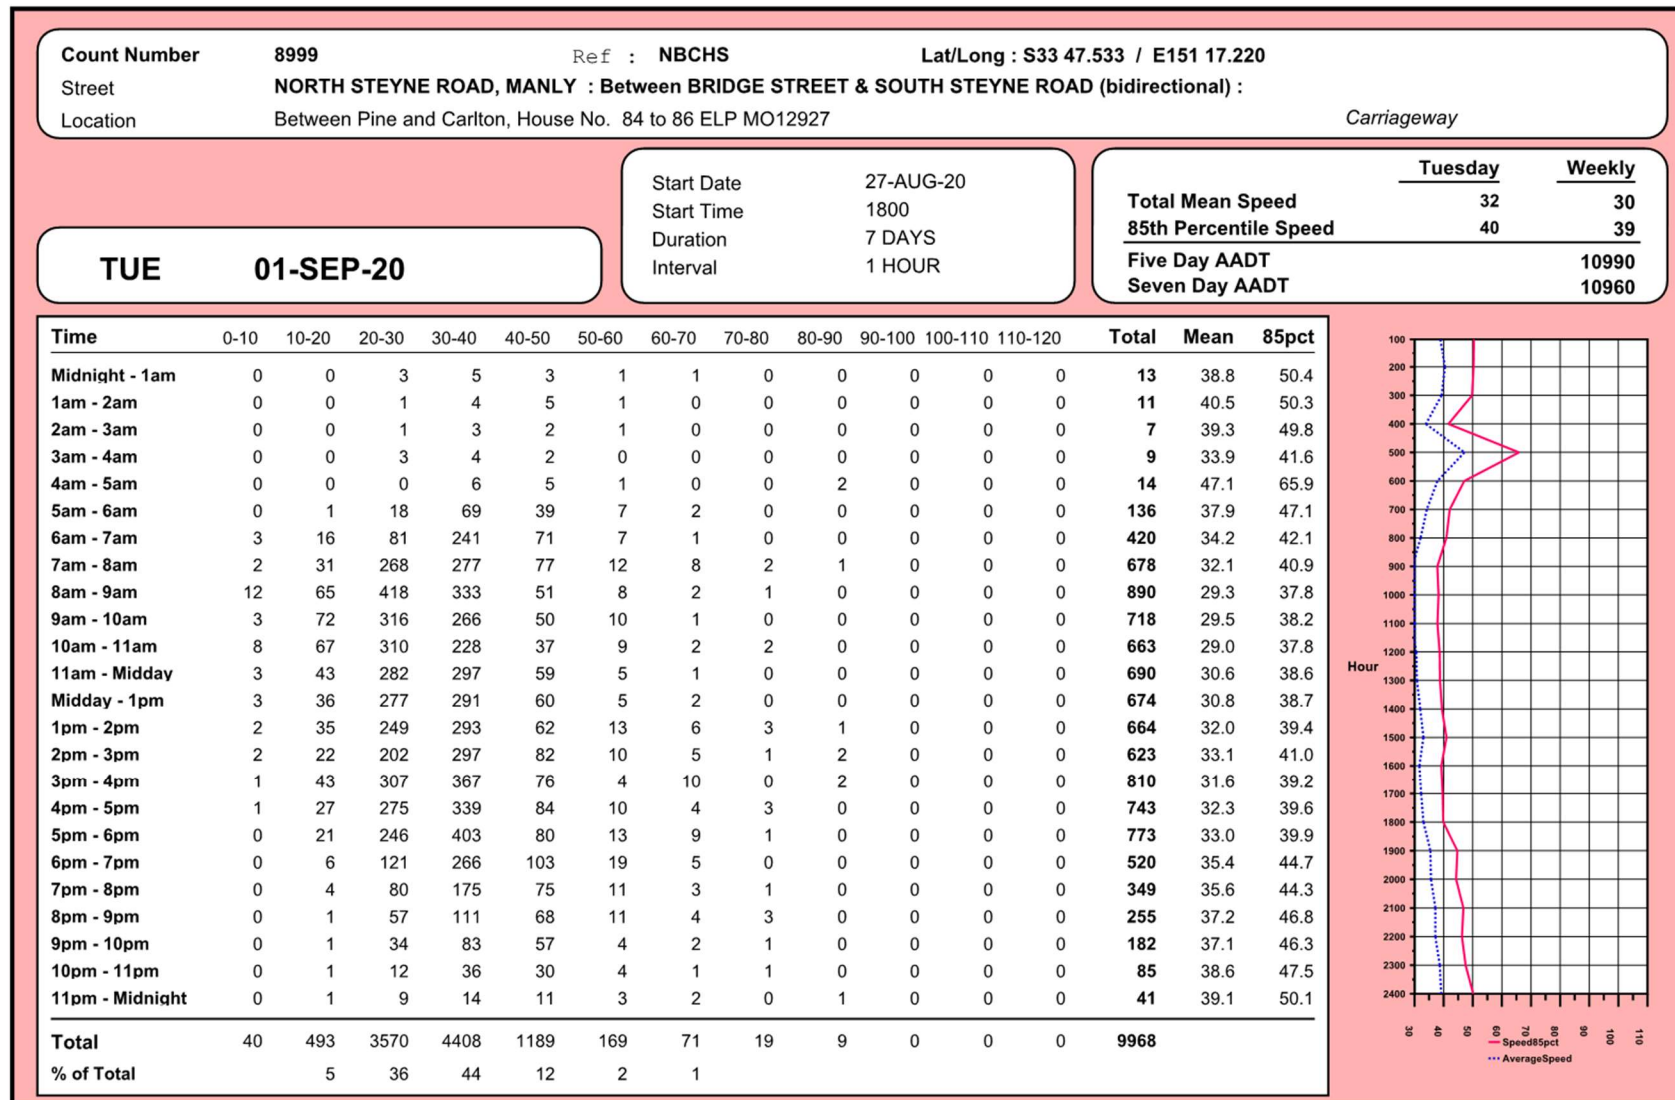 Count Number 8999 Ref : NBCHS Lat/Long : S33 47.533 / E151 17.220
Street NORTH STEYNE ROAD, MANLY : Between BRIDGE STREET & SOUTH STEYNE ROAD (bidirectional) :
Location Between Pine and Carlton, House No. 84 to 86 ELP MO12927 Carriageway
TUE 01-SEP-20
Start Date 27-AUG-20
Start Time 1800
Duration 7 DAYS
Interval 1 HOUR
Tuesday Weekly
Total Mean Speed 32 30
85th Percentile Speed 40 39
Five Day AADT 10990
Seven Day AADT 10960
Time 0-10 10-20 20-30 30-40 40-50 50-60 60-70 70-80 80-90 90-100 100-110 110-120 Total Mean 85pct
Midnight - 1am 0 0 3 5 3 1 1 0 0 0 0 0 13 38.8 50.4
1am - 2am 0 0 1 4 5 1 0 0 0 0 0 0 11 40.5 50.3
2am - 3am 0 0 1 3 2 1 0 0 0 0 0 0 7 39.3 49.8
3am - 4am 0 0 3 4 2 0 0 0 0 0 0 0 9 33.9 41.6
4am - 5am 0 0 0 6 5 1 0 0 2 0 0 0 14 47.1 65.9
5am - 6am 0 1 18 69 39 7 2 0 0 0 0 0 136 37.9 47.1
6am - 7am 3 16 81 241 71 7 1 0 0 0 0 0 420 34.2 42.1
7am - 8am 2 31 268 277 77 12 8 2 1 0 0 0 678 32.1 40.9
8am - 9am 12 65 418 333 51 8 2 1 0 0 0 0 890 29.3 37.8
9am - 10am 3 72 316 266 50 10 1 0 0 0 0 0 718 29.5 38.2
10am - 11am 8 67 310 228 37 9 2 2 0 0 0 0 663 29.0 37.8
11am - Midday 3 43 282 297 59 5 1 0 0 0 0 0 690 30.6 38.6
Midday - 1pm 3 36 277 291 60 5 2 0 0 0 0 0 674 30.8 38.7
1pm - 2pm 2 35 249 293 62 13 6 3 1 0 0 0 664 32.0 39.4
2pm - 3pm 2 22 202 297 82 10 5 1 2 0 0 0 623 33.1 41.0
3pm - 4pm 1 43 307 367 76 4 10 0 2 0 0 0 810 31.6 39.2
4pm - 5pm 1 27 275 339 84 10 4 3 0 0 0 0 743 32.3 39.6
5pm - 6pm 0 21 246 403 80 13 9 1 0 0 0 0 773 33.0 39.9
6pm - 7pm 0 6 121 266 103 19 5 0 0 0 0 0 520 35.4 44.7
7pm - 8pm 0 4 80 175 75 11 3 1 0 0 0 0 349 35.6 44.3
8pm - 9pm 0 1 57 111 68 11 4 3 0 0 0 0 255 37.2 46.8
9pm - 10pm 0 1 34 83 57 4 2 1 0 0 0 0 182 37.1 46.3
10pm - 11pm 0 1 12 36 30 4 1 1 0 0 0 0 85 38.6 47.5
11pm - Midnight 0 1 9 14 11 3 2 0 1 0 0 0 41 39.1 50.1
Total 40 493 3570 4408 1189 169 71 19 9 0 0 0 9968
% of Total 5 36 44 12 2 1
100
200
300
400
500
600
700
800
900
1000
1100
1200
Hour
1300
1400
1500
1600
1700
1800
1900
2000
2100
2200
2300
2400
30 40 50 60 70 80 90 100 110
Speed85pct
AverageSpeed